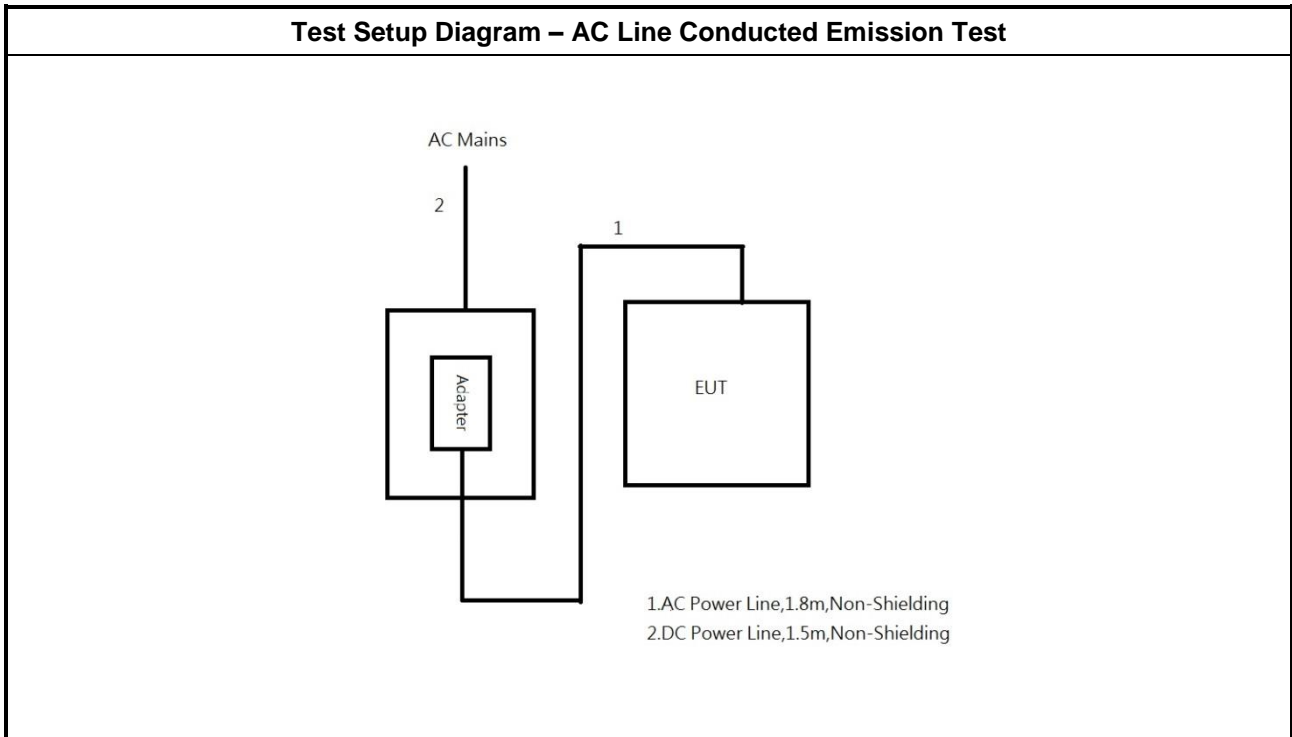 Test Setup Diagram – AC Line Conducted Emission Test
AC Mains
2
1
Adapter
EUT
1.AC Power Line,1.8m,Non-Shielding
2.DC Power Line,1.5m,Non-Shielding